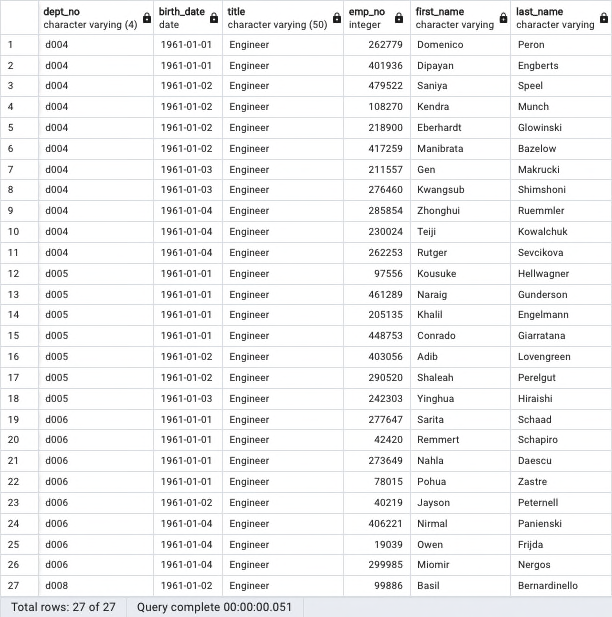 dept_no birth_date title emp_no first_name last_name
character varying (4) date character varying (50) integer character varying character varying
1 d004 1961-01-01 Engineer 262779 Domenico Peron
2 d004 1961-01-01 Engineer 401936 Dipayan Engberts
3 d004 1961-01-02 Engineer 479522 Saniya Speel
4 d004 1961-01-02 Engineer 108270 Kendra Munch
5 d004 1961-01-02 Engineer 218900 Eberhardt Glowinski
6 d004 1961-01-02 Engineer 417259 Manibrata Bazelow
7 d004 1961-01-03 Engineer 211557 Gen Makrucki
8 d004 1961-01-03 Engineer 276460 Kwangsub Shimshoni
9 d004 1961-01-04 Engineer 285854 Zhonghui Ruemmler
10 d004 1961-01-04 Engineer 230024 Teiji Kowalchuk
11 d004 1961-01-04 Engineer 262253 Rutger Sevcikova
12 d005 1961-01-01 Engineer 97556 Kousuke Hellwagner
13 d005 1961-01-01 Engineer 461289 Naraig Gunderson
14 d005 1961-01-01 Engineer 205135 Khalil Engelmann
15 d005 1961-01-01 Engineer 448753 Conrado Giarratana
16 d005 1961-01-02 Engineer 403056 Adib Lovengreen
17 d005 1961-01-02 Engineer 290520 Shaleah Perelgut
18 d005 1961-01-03 Engineer 242303 Yinghua Hiraishi
19 d006 1961-01-01 Engineer 277647 Sarita Schaad
20 d006 1961-01-01 Engineer 42420 Remmert Schapiro
21 d006 1961-01-01 Engineer 273649 Nahla Daescu
22 d006 1961-01-01 Engineer 78015 Pohua Zastre
23 d006 1961-01-02 Engineer 40219 Jayson Peternell
24 d006 1961-01-04 Engineer 406221 Nirmal Panienski
25 d006 1961-01-04 Engineer 19039 Owen Frijda
26 d006 1961-01-04 Engineer 299985 Miomir Nergos
27 d008 1961-01-02 Engineer 99886 Basil Bernardinello
Total rows: 27 of 27 Query complete 00:00:00.051